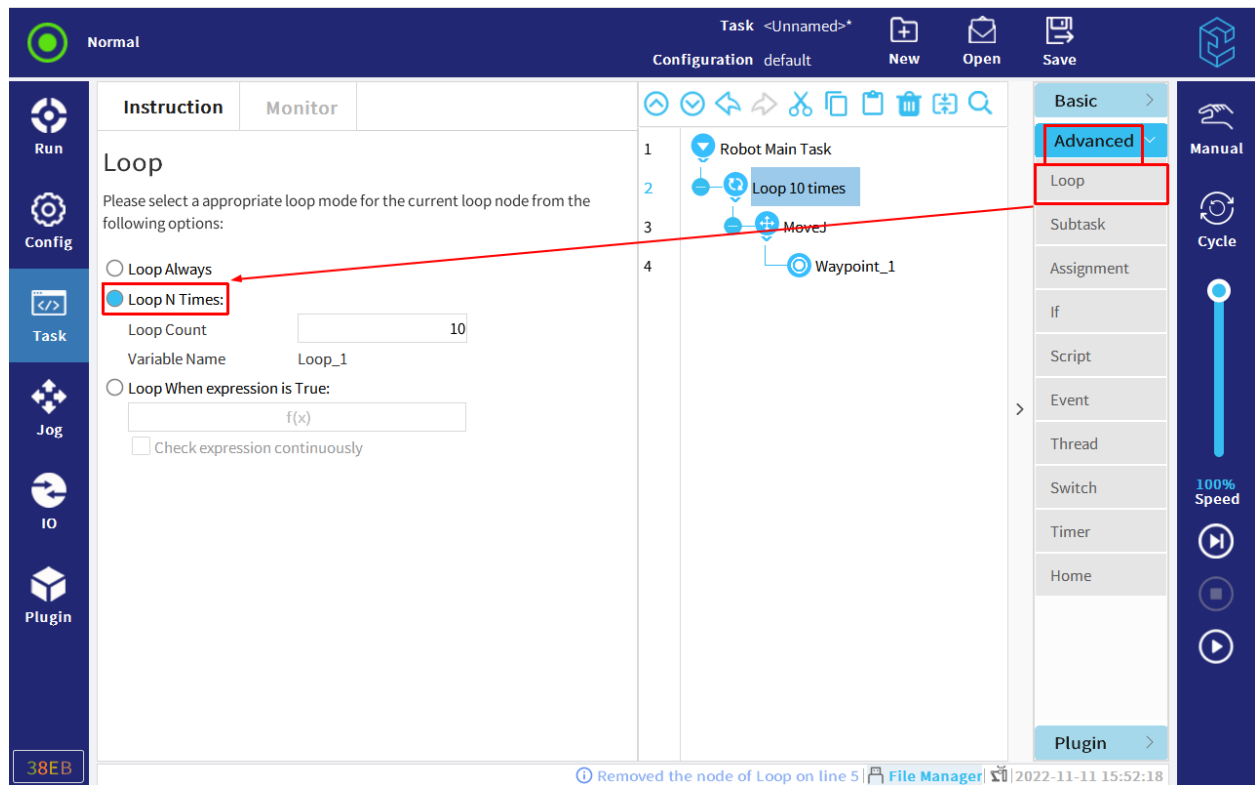 Normal
Task <Unnamed>*
Configuration default
New
Open
Save
Run
Config
Task
Jog
IO
Plugin
38EB
Instruction
Monitor
Loop
Please select a appropriate loop mode for the current loop node from the
following options:
Loop Always
Loop N Times:
Loop Count 10
Variable Name Loop_1
Loop When expression is True:
f(x)
Check expression continuously
1 Robot Main Task
2 Loop 10 times
3 MoveJ
4 Waypoint_1
Basic
Advanced
Loop
Subtask
Assignment
If
Script
Event
Thread
Switch
Timer
Home
Plugin
Manual
Cycle
100%
Speed
Removed the node of Loop on line 5 | File Manager | 2022-11-11 15:52:18